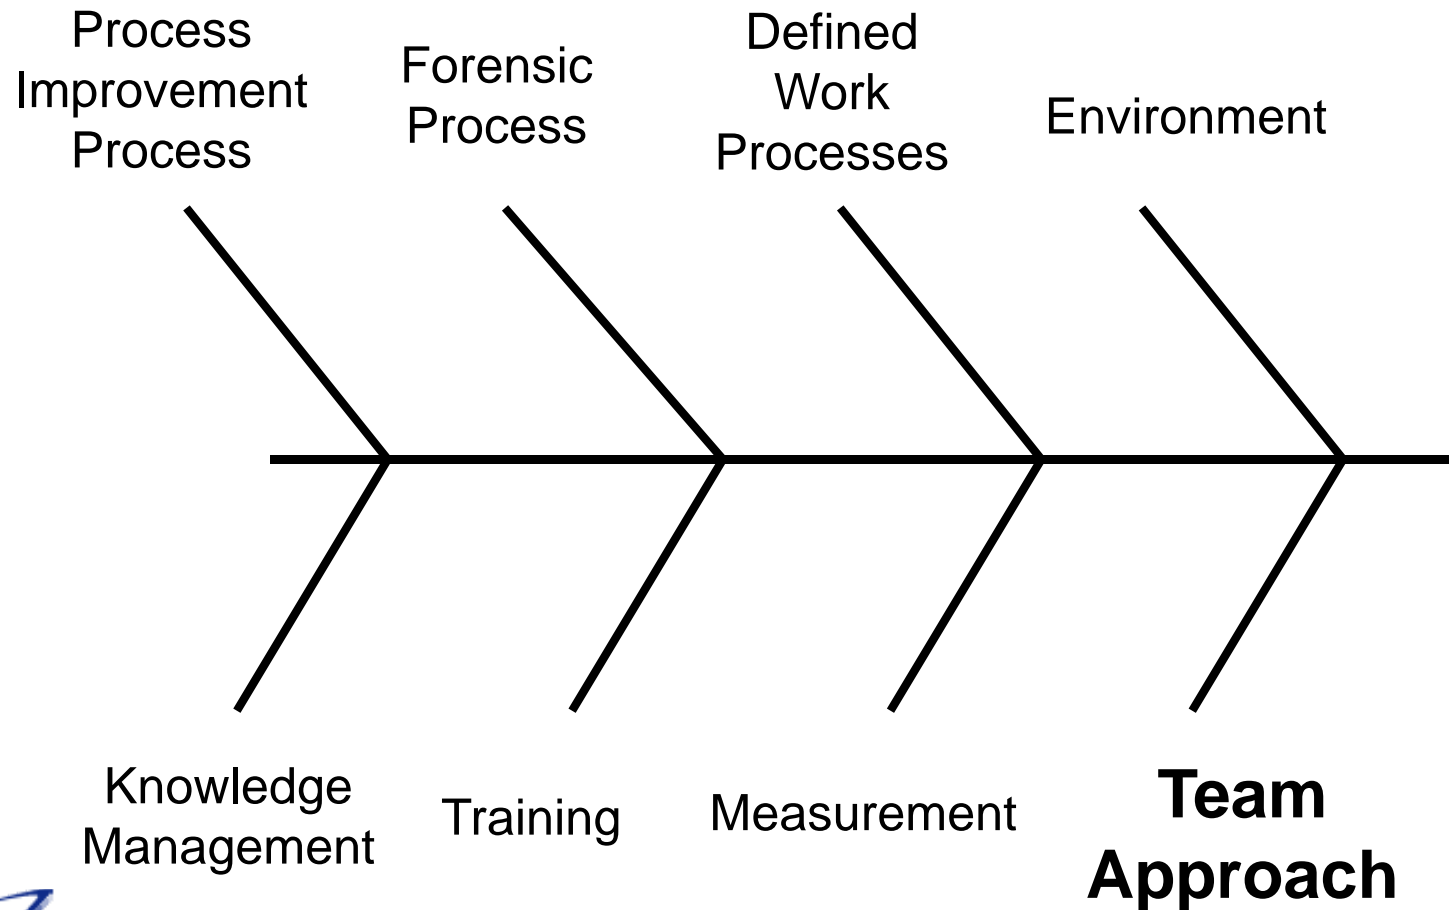 Process
Improvement
Process
Forensic
Process
Defined
Work
Processes
Environment
Knowledge
Management
Training
Measurement
Team
Approach